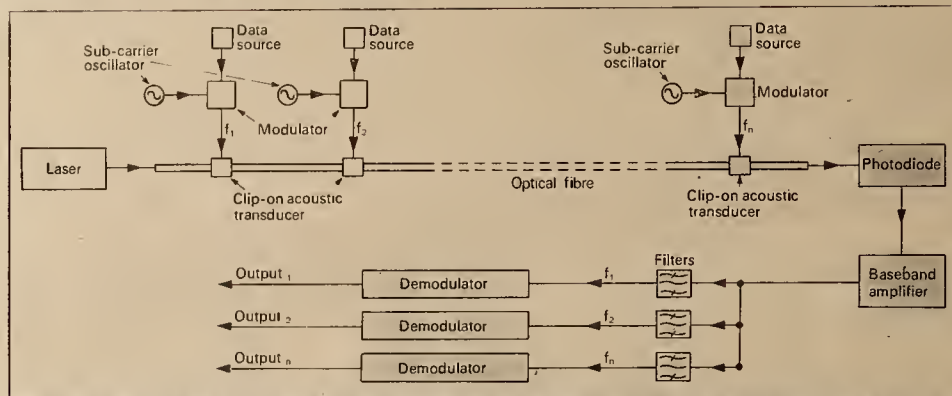 Data
source
Data
source
Data
source
Sub-carrier
oscillator
Sub-carrier
oscillator
Modulator
Modulator
f1
f2
fn
Laser
Optical fibre
Photodiode
Clip-on acoustic
transducer
Clip-on acoustic
transducer
Filters
Baseband
amplifier
Output 1
Demodulator
f1
Output 2
Demodulator
f2
Output n
Demodulator
fn